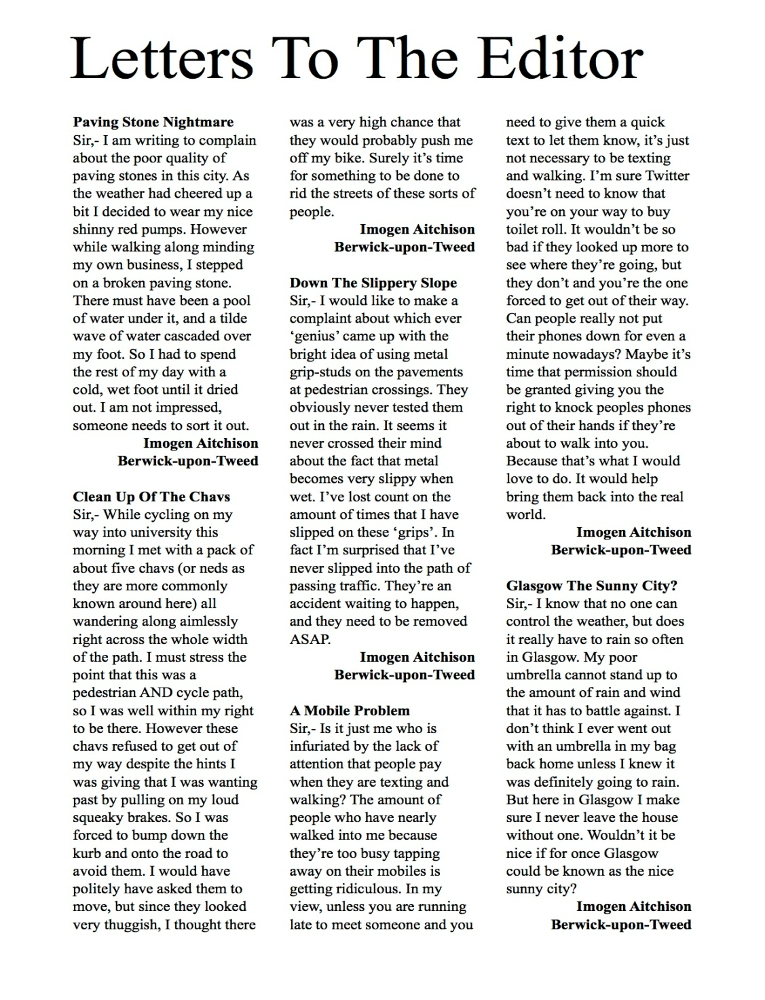 Letters To The Editor
Paving Stone Nightmare
Sir,- I am writing to complain
about the poor quality of
paving stones in this city. As
the weather had cheered up a
bit I decided to wear my nice
shinny red pumps. However
while walking along minding
my own business, I stepped
on a broken paving stone.
There must have been a pool
of water under it, and a tilde
wave of water cascaded over
my foot. So I had to spend
the rest of my day with a
cold, wet foot until it dried
out. I am not impressed,
someone needs to sort it out.
Imogen Aitchison
Berwick-upon-Tweed
Clean Up Of The Chavs
Sir,- While cycling on my
way into university this
morning I met with a pack of
about five chavs (or neds as
they are more commonly
known around here) all
wandering along aimlessly
right across the whole width
of the path. I must stress the
point that this was a
pedestrian AND cycle path,
so I was well within my right
to be there. However these
chavs refused to get out of
my way despite the hints I
was giving that I was wanting
past by pulling on my loud
squeaky brakes. So I was
forced to bump down the
kurb and onto the road to
avoid them. I would have
politely have asked them to
move, but since they looked
very thuggish, I thought there
was a very high chance that
they would probably push me
off my bike. Surely it’s time
for something to be done to
rid the streets of these sorts of
people.
Imogen Aitchison
Berwick-upon-Tweed
Down The Slippery Slope
Sir,- I would like to make a
complaint about which ever
‘genius’ came up with the
bright idea of using metal
grip-studs on the pavements
at pedestrian crossings. They
obviously never tested them
out in the rain. It seems it
never crossed their mind
about the fact that metal
becomes very slippy when
wet. I’ve lost count on the
amount of times that I have
slipped on these ‘grips’. In
fact I’m surprised that I’ve
never slipped into the path of
passing traffic. They’re an
accident waiting to happen,
and they need to be removed
ASAP.
Imogen Aitchison
Berwick-upon-Tweed
A Mobile Problem
Sir,- Is it just me who is
infuriated by the lack of
attention that people pay
when they are texting and
walking? The amount of
people who have nearly
walked into me because
they’re too busy tapping
away on their mobiles is
getting ridiculous. In my
view, unless you are running
late to meet someone and you
need to give them a quick
text to let them know, it’s just
not necessary to be texting
and walking. I’m sure Twitter
doesn’t need to know that
you’re on your way to buy
toilet roll. It wouldn’t be so
bad if they looked up more to
see where they’re going, but
they don’t and you’re the one
forced to get out of their way.
Can people really not put
their phones down for even a
minute nowadays? Maybe it’s
time that permission should
be granted giving you the
right to knock peoples phones
out of their hands if they’re
about to walk into you.
Because that’s what I would
love to do. It would help
bring them back into the real
world.
Imogen Aitchison
Berwick-upon-Tweed
Glasgow The Sunny City?
Sir,- I know that no one can
control the weather, but does
it really have to rain so often
in Glasgow. My poor
umbrella cannot stand up to
the amount of rain and wind
that it has to battle against. I
don’t think I ever went out
with an umbrella in my bag
back home unless I knew it
was definitely going to rain.
But here in Glasgow I make
sure I never leave the house
without one. Wouldn’t it be
nice if for once Glasgow
could be known as the nice
sunny city?
Imogen Aitchison
Berwick-upon-Tweed